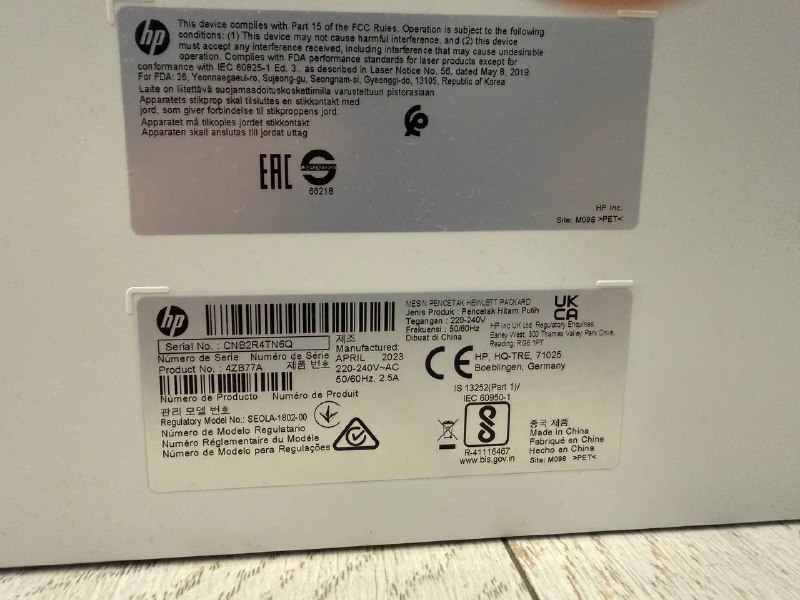 hp
This device complies with Part 15 of the FCC Rules. Operation is subject to the following
conditions: (1) This device may not cause harmful interference, and (2) this device
must accept any interference received, including interference that may cause undesirable
operation. Complies with FDA performance standards for laser products except for
conformance with IEC 60825-1 Ed. 3., as described in Laser Notice No. 56, dated May 8, 2019.
For FDA: 26, Yeonnaegaeul-ro, Sujeong-gu, Seongnam-si, Gyeonggi-do, 13105, Republic of Korea
Laite on liitettävä suojamaadoituskoskettimilla varustettuun pistorasiaan
Apparatets stikprop skal tilsluttes en stikkontakt med
jord, som giver forbindelse til stikproppens jord.
Apparatet må tilkoples jordet stikkontakt
Apparaten skall anslutas till jordat uttag
EAC
66218
HP Inc.
Site: M098 >PET<
hp
Serial No. : CNB2R4TN6Q
Número de Serie Número de Série
Product No. : 4ZB77A 제품 번호
Número de Producto Número de Produit
관리 모델 번호
Regulatory Model No.: SEOLA-1802-00
Número de Modelo Regulatorio
Numéro Réglementaire du Modèle
Número de Modelo para Regulações
제조
Manufactured:
APRIL 2023
220-240V~AC
50/60Hz, 2.5A
MESIN PENCETAK HEWLETT PACKARD
Jenis Produk : Pencetak Hitam Putih
Tegangan : 220-240V
Frekuensi : 50/60Hz
Dibuat di China
UK
CA
HP Inc UK Ltd, Regulatory Enquiries,
Earley West, 300 Thames Valley Park Drive,
Reading, RG6 1PT
CE
HP, HQ-TRE, 71025
Boeblingen, Germany
IS 13252(Part 1)/
IEC 60950-1
R-41116467
www.bis.gov.in
중국 제품
Made in China
Fabriqué en Chine
Hecho en China
Site: M098 >PET<